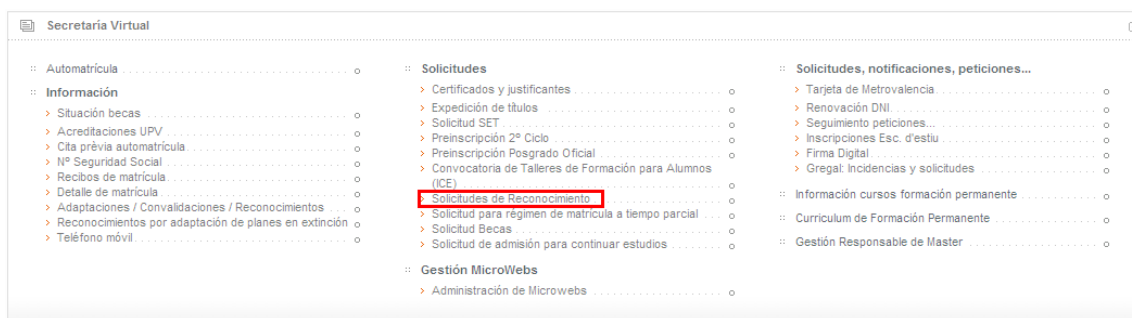 Secretaría Virtual
Automatrícula
Información
Situación becas
Acreditaciones UPV
Cita prèvia automatrícula
Nº Seguridad Social
Recibos de matrícula
Detalle de matrícula
Adaptaciones / Convalidaciones / Reconocimientos
Reconocimientos por adaptación de planes en extinción
Teléfono móvil
Solicitudes
Certificados y justificantes
Expedición de títulos
Solicitud SET
Preinscripción 2º Ciclo
Preinscripción Posgrado Oficial
Convocatoria de Talleres de Formación para Alumnos
(ICE)
Solicitudes de Reconocimiento
Solicitud para régimen de matrícula a tiempo parcial
Solicitud Becas
Solicitud de admisión para continuar estudios
Gestión MicroWebs
Administración de Microwebs
Solicitudes, notificaciones, peticiones...
Tarjeta de Metrovalencia
Renovación DNI
Seguimiento peticiones...
Inscripciones Esc. d'estiu
Firma Digital
Gregal: Incidencias y solicitudes
Información cursos formación permanente
Curriculum de Formación Permanente
Gestión Responsable de Master